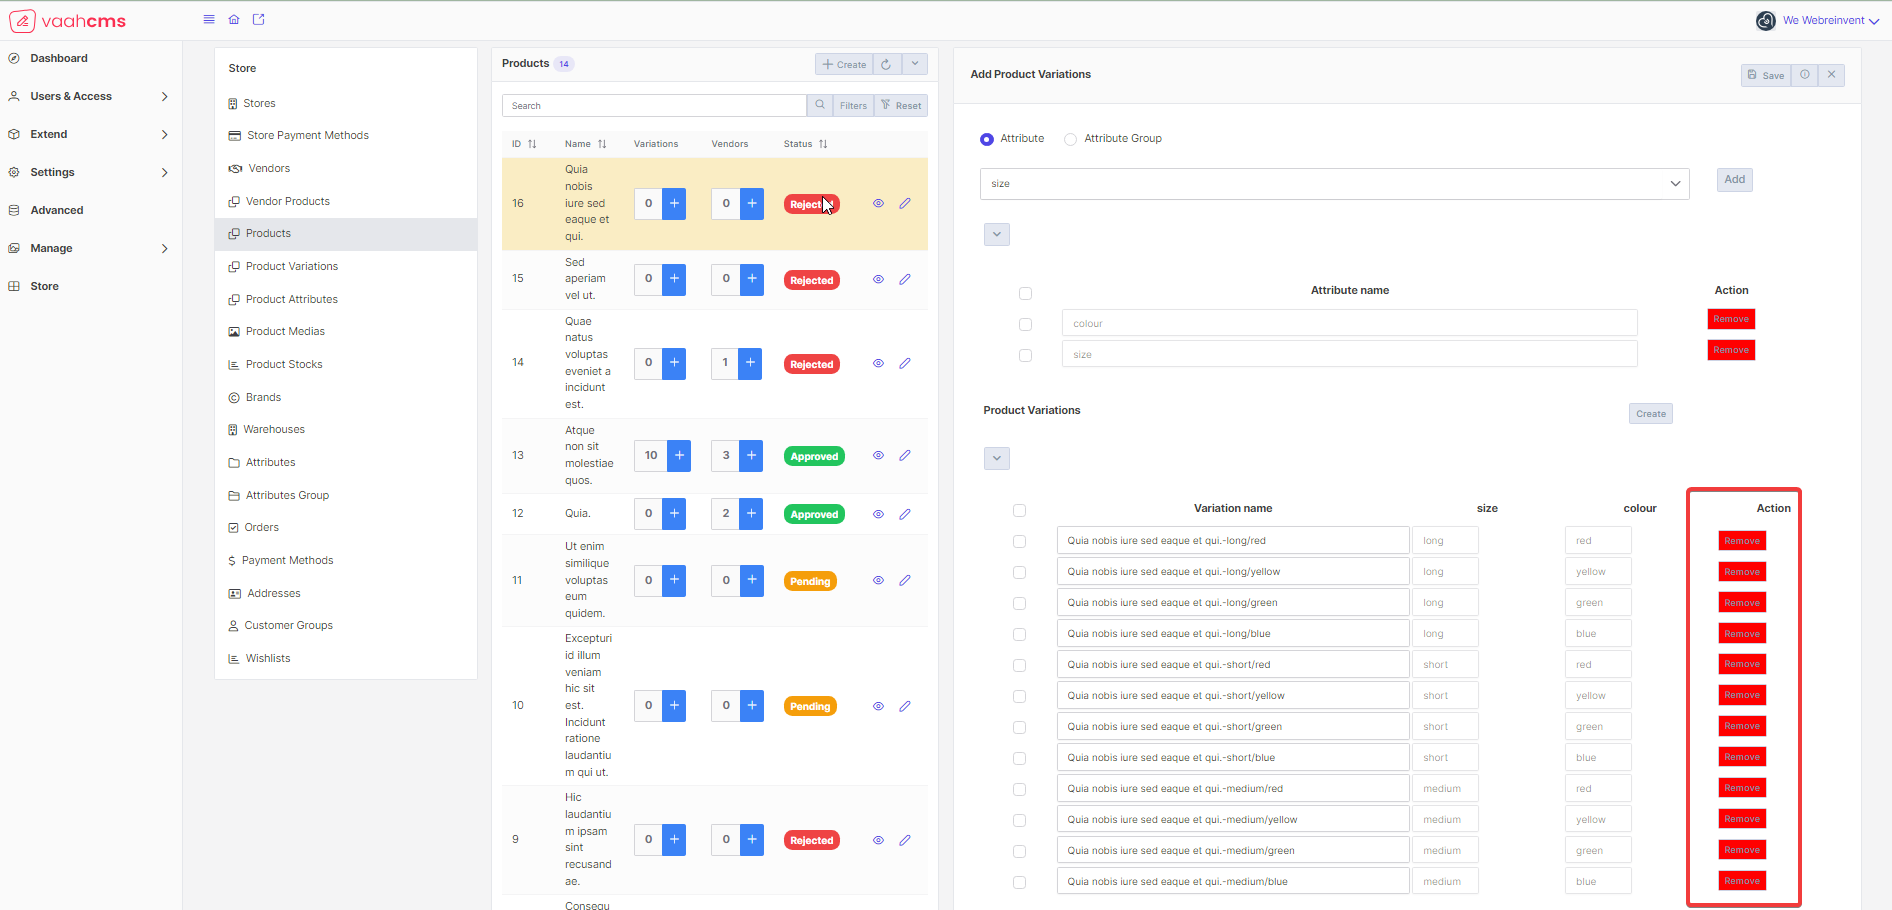 vaahcms
We Webreinvent
Dashboard
Users & Access
Extend
Settings
Advanced
Manage
Store
Store
Stores
Store Payment Methods
Vendors
Vendor Products
Products
Product Variations
Product Attributes
Product Medias
Product Stocks
Brands
Warehouses
Attributes
Attributes Group
Orders
Payment Methods
Addresses
Customer Groups
Wishlists
Products 14
Create
Search
Filters
Reset
ID Name Variations Vendors Status
16 Quia 0 + 0 + Rejected
nobis
iure sed
eaque et
qui.
15 Sed 0 + 0 + Rejected
aperiam
vel ut.
14 Quae 0 + 1 + Rejected
natus
voluptas
eveniet a
incidunt
est.
13 Atque 10 + 3 + Approved
non sit
molestiae
quos.
12 Quia. 0 + 2 + Approved
11 Ut enim 0 + 0 + Pending
similique
voluptas
eum
quidem.
10 Excepturi 0 + 0 + Pending
id illum
veniam
hic sit
est.
Incidunt
ratione
laudantiu
m qui ut.
9 Hic 0 + 0 + Rejected
laudantiu
m ipsam
sint
recusand
ae.
Consequ
Add Product Variations
Save
Attribute Attribute Group
size
Add
Attribute name Action
colour Remove
size Remove
Product Variations
Create
Variation name size colour Action
Quia nobis iure sed eaque et qui.-long/red long red Remove
Quia nobis iure sed eaque et qui.-long/yellow long yellow Remove
Quia nobis iure sed eaque et qui.-long/green long green Remove
Quia nobis iure sed eaque et qui.-long/blue long blue Remove
Quia nobis iure sed eaque et qui.-short/red short red Remove
Quia nobis iure sed eaque et qui.-short/yellow short yellow Remove
Quia nobis iure sed eaque et qui.-short/green short green Remove
Quia nobis iure sed eaque et qui.-short/blue short blue Remove
Quia nobis iure sed eaque et qui.-medium/red medium red Remove
Quia nobis iure sed eaque et qui.-medium/yellow medium yellow Remove
Quia nobis iure sed eaque et qui.-medium/green medium green Remove
Quia nobis iure sed eaque et qui.-medium/blue medium blue Remove